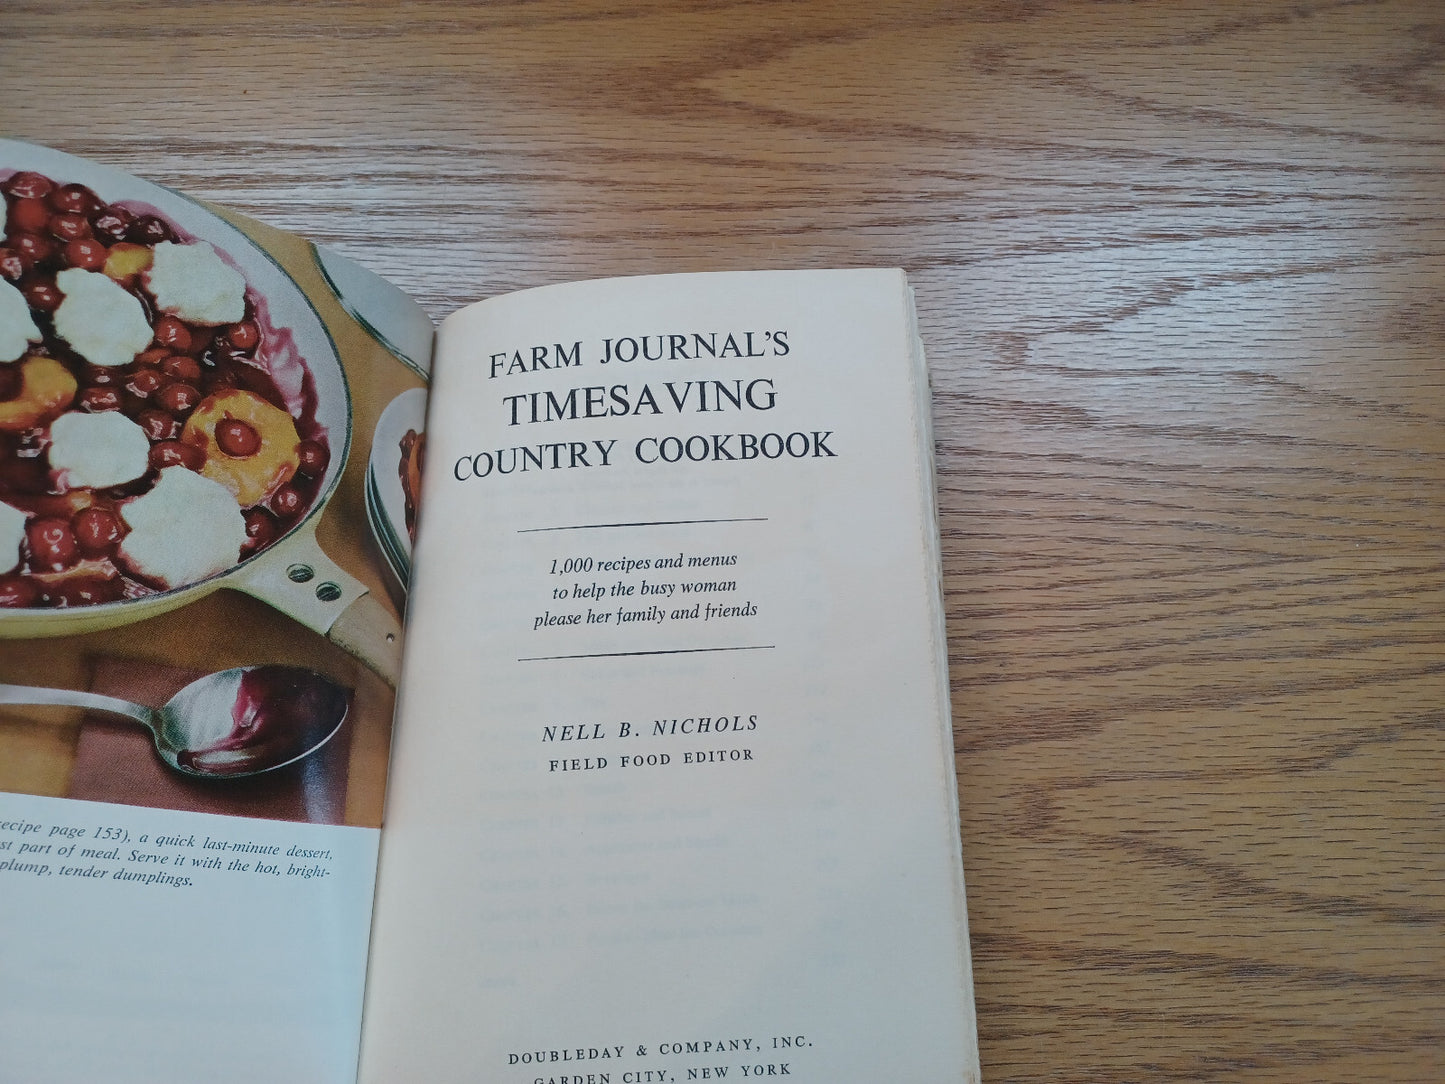 ecipe page 153), a quick last-minute dessert,
st part of meal. Serve it with the hot, bright-
plump, tender dumplings.
FARM JOURNAL'S
TIMESAVING
COUNTRY COOKBOOK
1,000 recipes and menus
to help the busy woman
please her family and friends
NELL B. NICHOLS
FIELD FOOD EDITOR
DOUBLEDAY & COMPANY, INC.
GARDEN CITY, NEW YORK